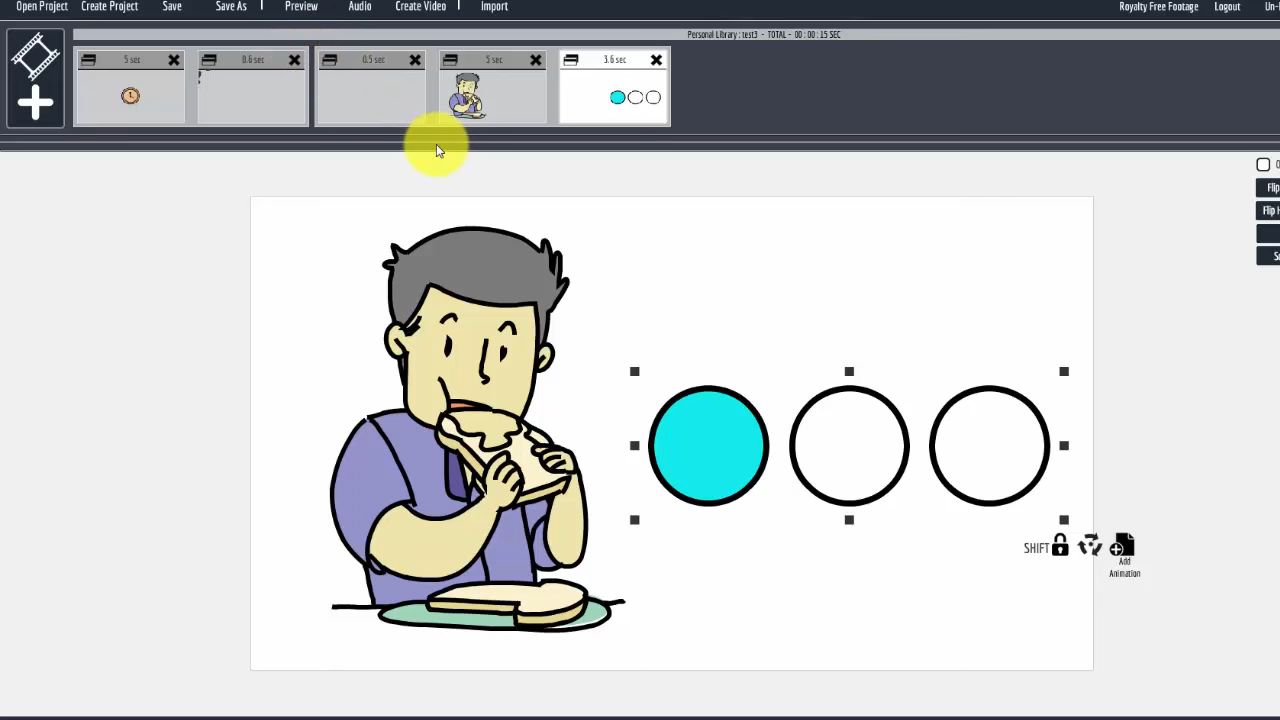 Open Project Create Project Save Save As Preview Audio Create Video Import Royalty Free Footage Logout Un-
Personal Library : test3 - TOTAL - 00 : 00 : 15 SEC
5 sec 0.6 sec 0.5 sec 5 sec 3.6 sec
Flip
Flip H
SHIFT
Add
Animation